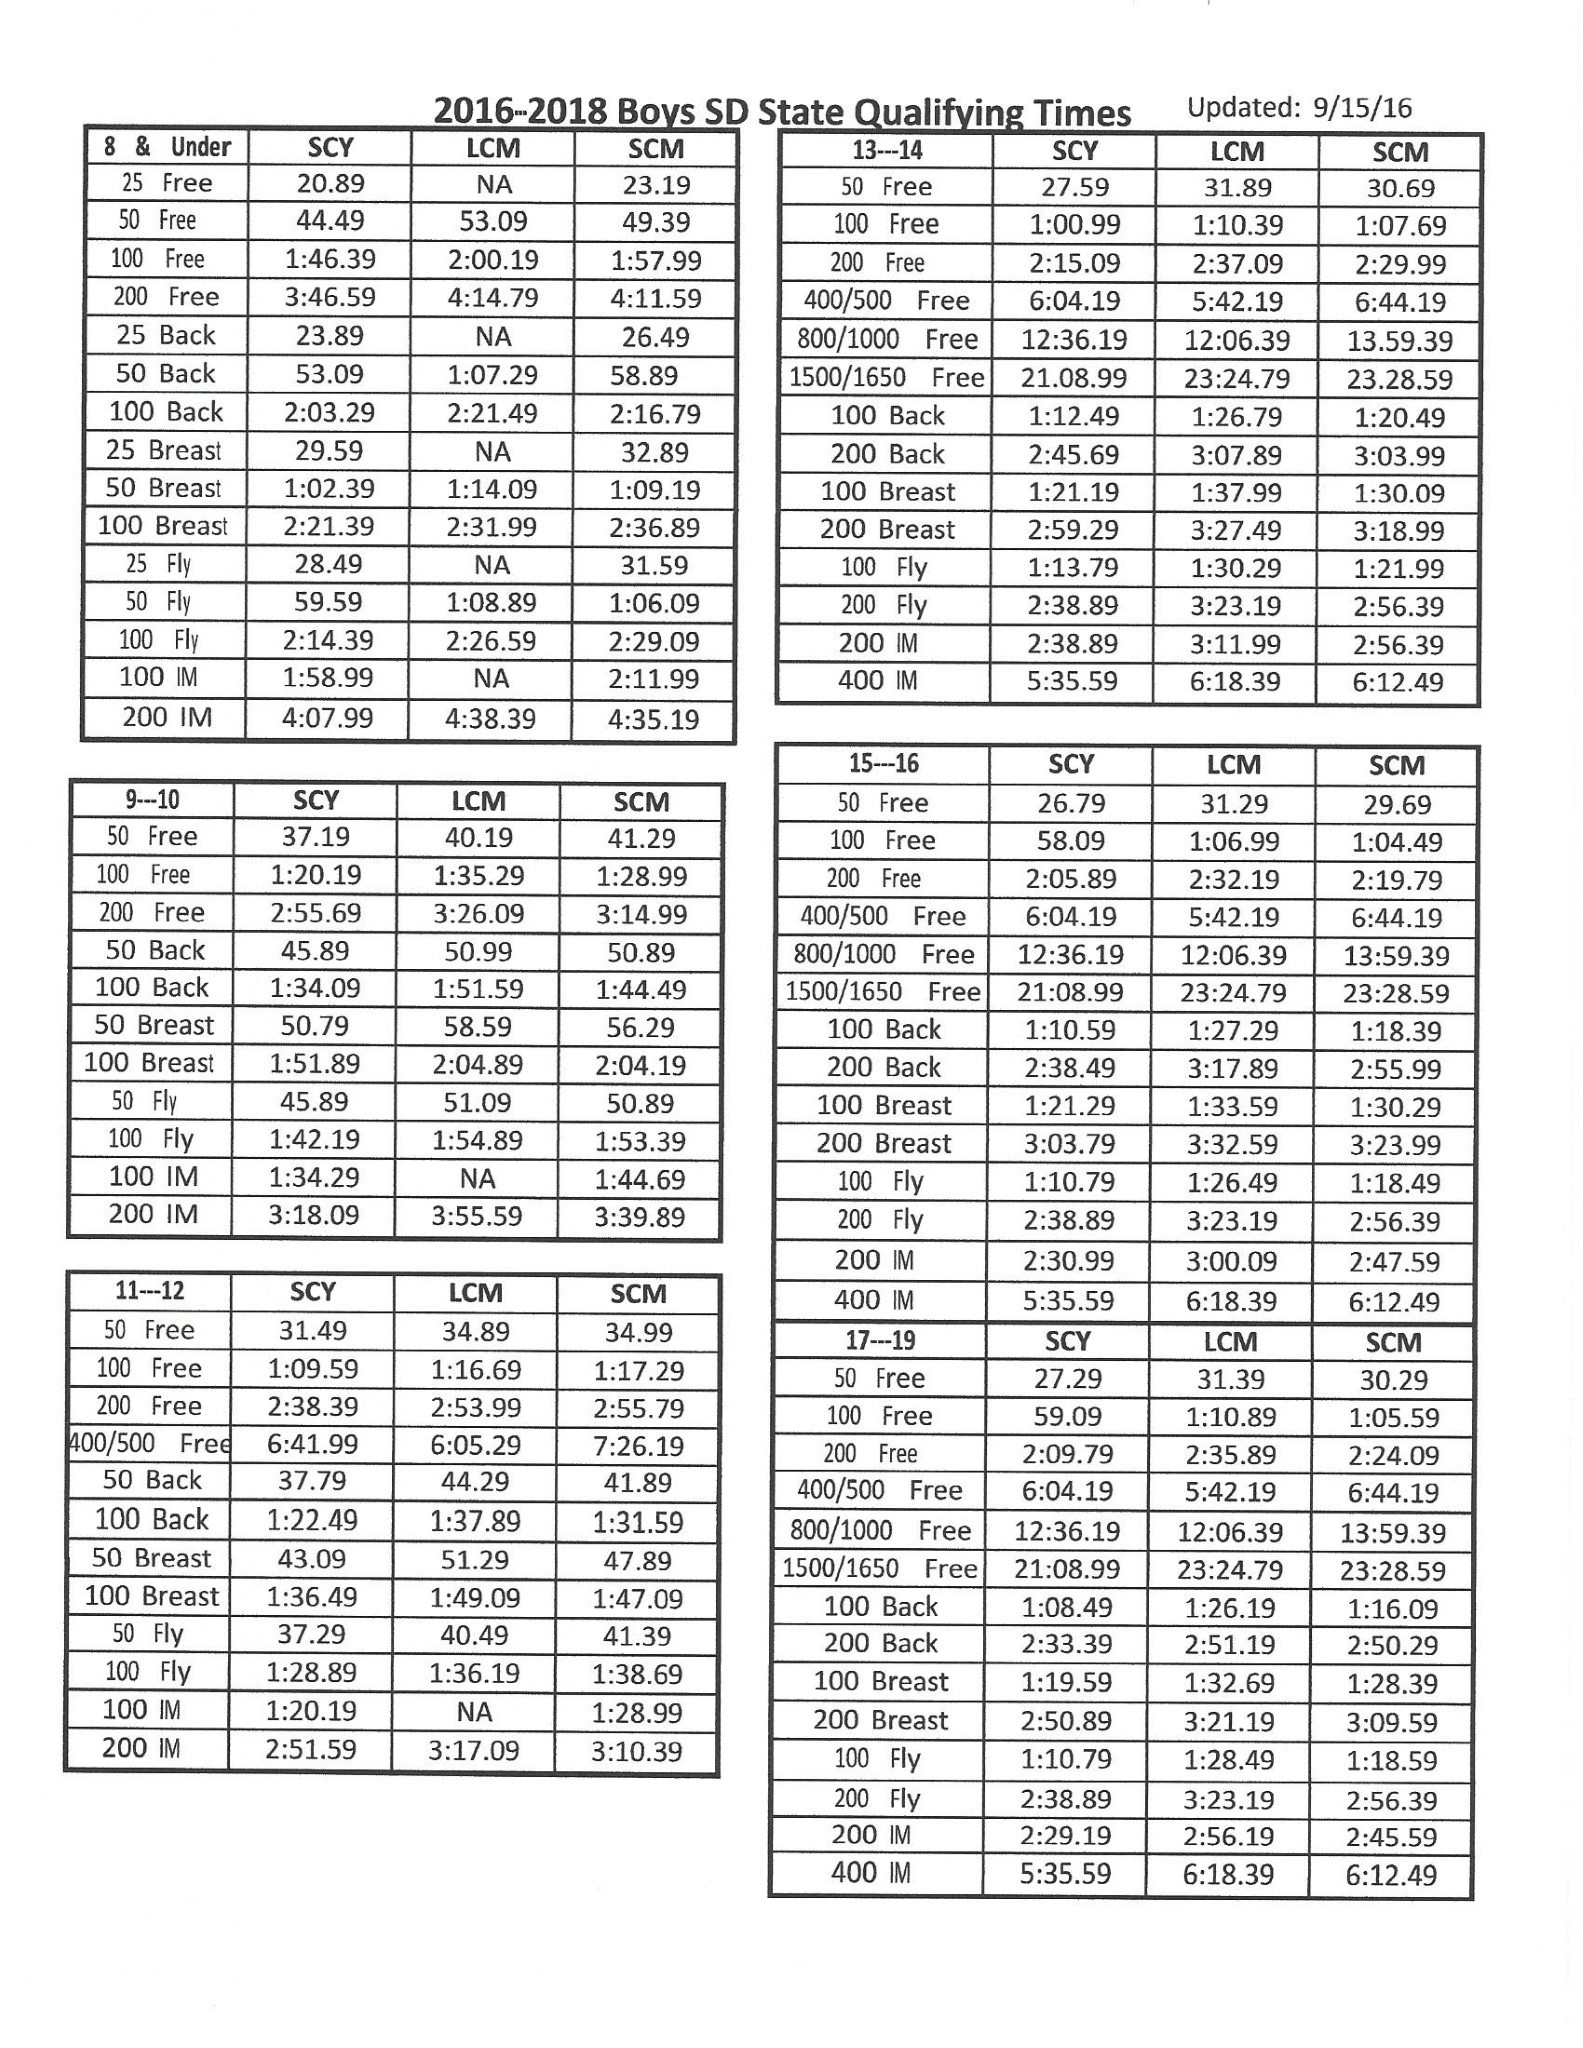 2016-2018 Boys SD State Qualifying Times Updated: 9/15/16
8 & Under SCY LCM SCM
25 Free 20.89 NA 23.19
50 Free 44.49 53.09 49.39
100 Free 1:46.39 2:00.19 1:57.99
200 Free 3:46.59 4:14.79 4:11.59
25 Back 23.89 NA 26.49
50 Back 53.09 1:07.29 58.89
100 Back 2:03.29 2:21.49 2:16.79
25 Breast 29.59 NA 32.89
50 Breast 1:02.39 1:14.09 1:09.19
100 Breast 2:21.39 2:31.99 2:36.89
25 Fly 28.49 NA 31.59
50 Fly 59.59 1:08.89 1:06.09
100 Fly 2:14.39 2:26.59 2:29.09
100 IM 1:58.99 NA 2:11.99
200 IM 4:07.99 4:38.39 4:35.19
9---10 SCY LCM SCM
50 Free 37.19 40.19 41.29
100 Free 1:20.19 1:35.29 1:28.99
200 Free 2:55.69 3:26.09 3:14.99
50 Back 45.89 50.99 50.89
100 Back 1:34.09 1:51.59 1:44.49
50 Breast 50.79 58.59 56.29
100 Breast 1:51.89 2:04.89 2:04.19
50 Fly 45.89 51.09 50.89
100 Fly 1:42.19 1:54.89 1:53.39
100 IM 1:34.29 NA 1:44.69
200 IM 3:18.09 3:55.59 3:39.89
11---12 SCY LCM SCM
50 Free 31.49 34.89 34.99
100 Free 1:09.59 1:16.69 1:17.29
200 Free 2:38.39 2:53.99 2:55.79
400/500 Free 6:41.99 6:05.29 7:26.19
50 Back 37.79 44.29 41.89
100 Back 1:22.49 1:37.89 1:31.59
50 Breast 43.09 51.29 47.89
100 Breast 1:36.49 1:49.09 1:47.09
50 Fly 37.29 40.49 41.39
100 Fly 1:28.89 1:36.19 1:38.69
100 IM 1:20.19 NA 1:28.99
200 IM 2:51.59 3:17.09 3:10.39
13---14 SCY LCM SCM
50 Free 27.59 31.89 30.69
100 Free 1:00.99 1:10.39 1:07.69
200 Free 2:15.09 2:37.09 2:29.99
400/500 Free 6:04.19 5:42.19 6:44.19
800/1000 Free 12:36.19 12:06.39 13.59.39
1500/1650 Free 21.08.99 23:24.79 23.28.59
100 Back 1:12.49 1:26.79 1:20.49
200 Back 2:45.69 3:07.89 3:03.99
100 Breast 1:21.19 1:37.99 1:30.09
200 Breast 2:59.29 3:27.49 3:18.99
100 Fly 1:13.79 1:30.29 1:21.99
200 Fly 2:38.89 3:23.19 2:56.39
200 IM 2:38.89 3:11.99 2:56.39
400 IM 5:35.59 6:18.39 6:12.49
15---16 SCY LCM SCM
50 Free 26.79 31.29 29.69
100 Free 58.09 1:06.99 1:04.49
200 Free 2:05.89 2:32.19 2:19.79
400/500 Free 6:04.19 5:42.19 6:44.19
800/1000 Free 12:36.19 12:06.39 13:59.39
1500/1650 Free 21:08.99 23:24.79 23:28.59
100 Back 1:10.59 1:27.29 1:18.39
200 Back 2:38.49 3:17.89 2:55.99
100 Breast 1:21.29 1:33.59 1:30.29
200 Breast 3:03.79 3:32.59 3:23.99
100 Fly 1:10.79 1:26.49 1:18.49
200 Fly 2:38.89 3:23.19 2:56.39
200 IM 2:30.99 3:00.09 2:47.59
400 IM 5:35.59 6:18.39 6:12.49
17---19 SCY LCM SCM
50 Free 27.29 31.39 30.29
100 Free 59.09 1:10.89 1:05.59
200 Free 2:09.79 2:35.89 2:24.09
400/500 Free 6:04.19 5:42.19 6:44.19
800/1000 Free 12:36.19 12:06.39 13:59.39
1500/1650 Free 21:08.99 23:24.79 23:28.59
100 Back 1:08.49 1:26.19 1:16.09
200 Back 2:33.39 2:51.19 2:50.29
100 Breast 1:19.59 1:32.69 1:28.39
200 Breast 2:50.89 3:21.19 3:09.59
100 Fly 1:10.79 1:28.49 1:18.59
200 Fly 2:38.89 3:23.19 2:56.39
200 IM 2:29.19 2:56.19 2:45.59
400 IM 5:35.59 6:18.39 6:12.49